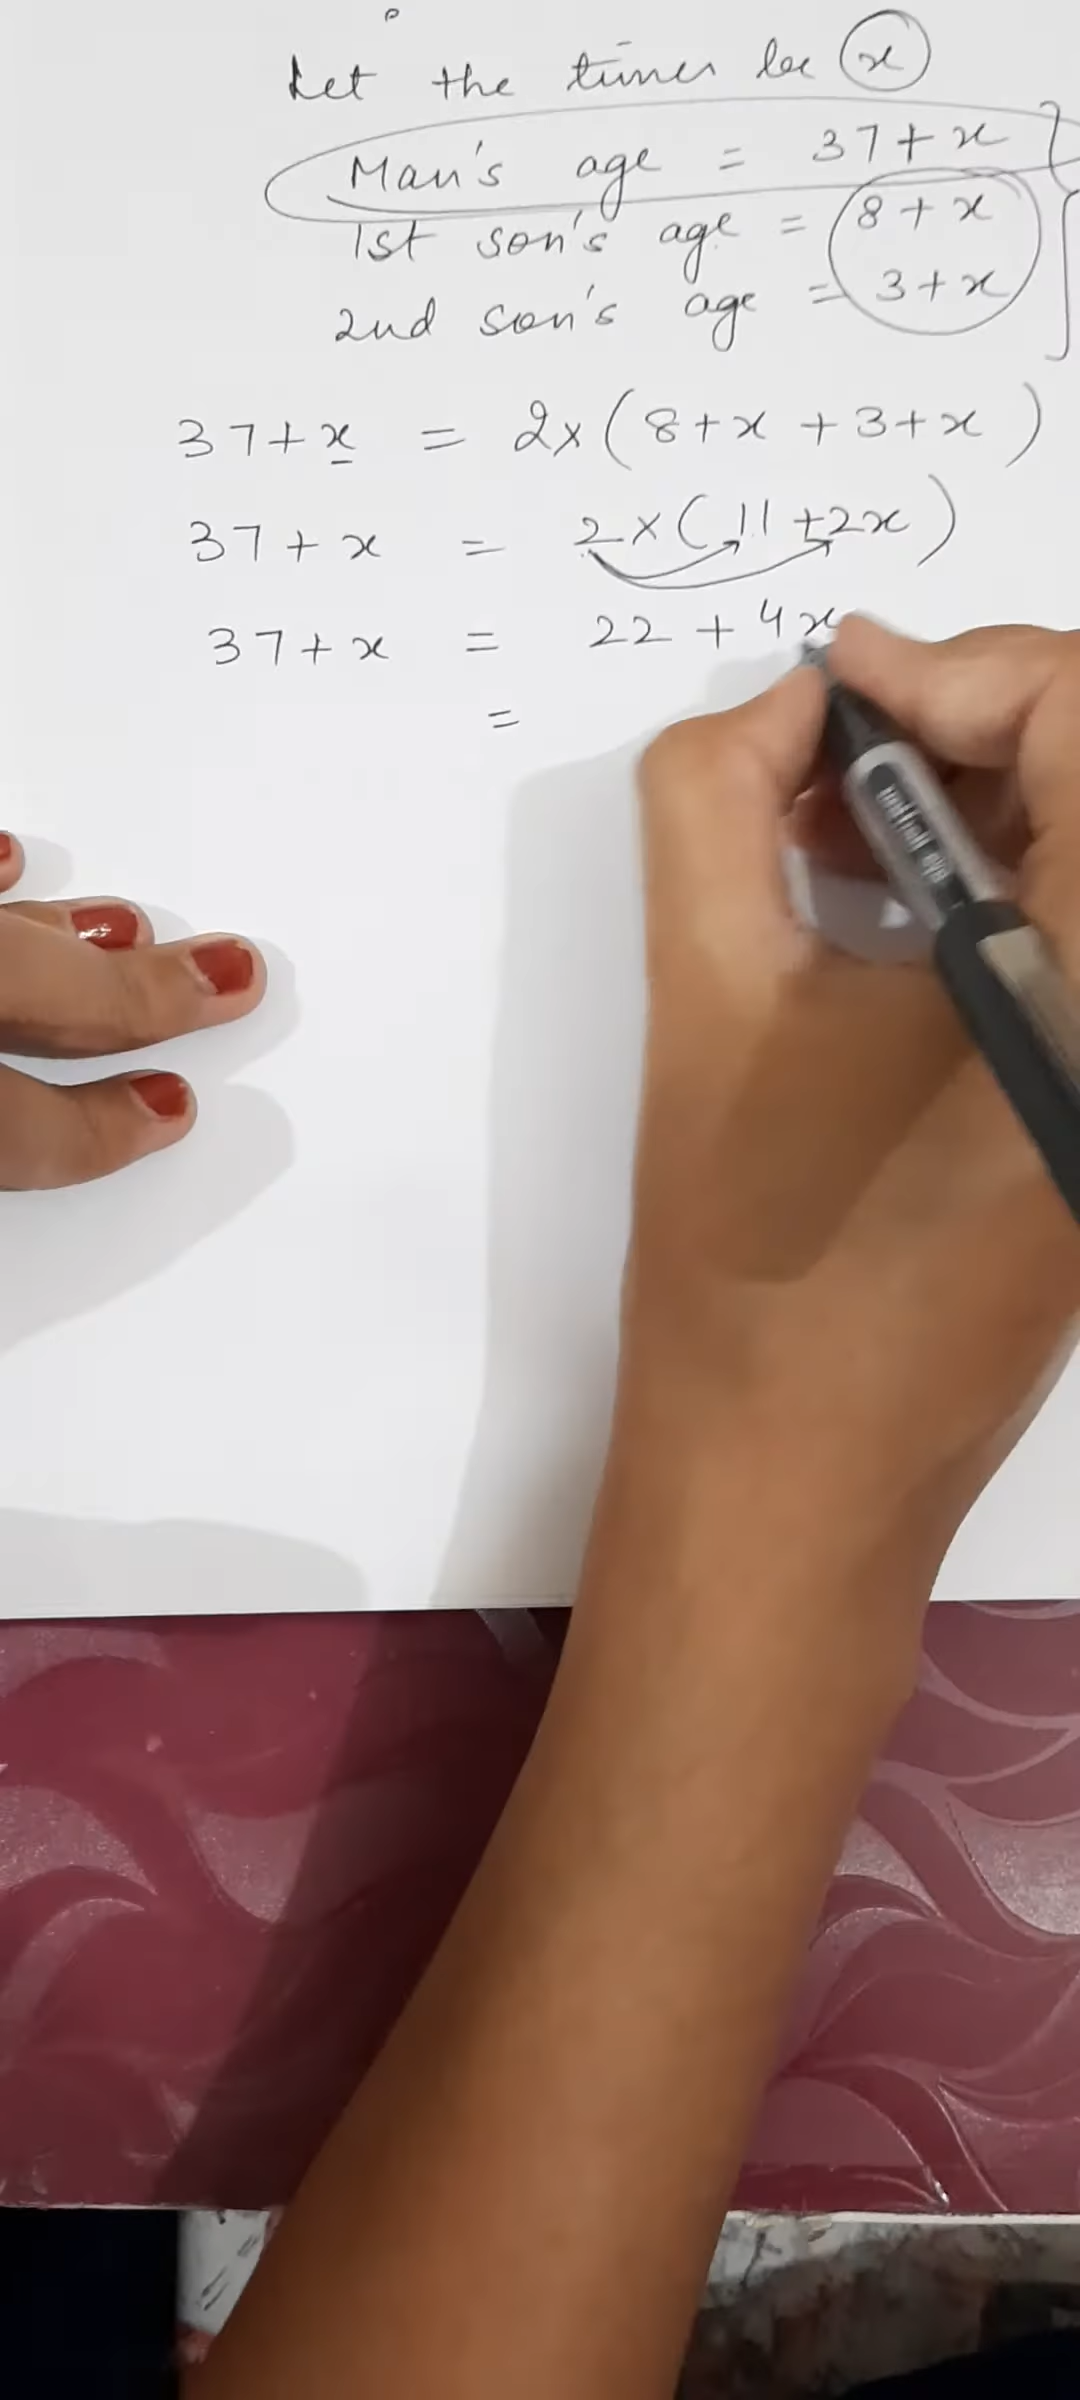 Let the times be x
Man's age = 37 + x
1st son's age = 8 + x
2nd son's age = 3 + x
37 + x = 2 x ( 8 + x + 3 + x )
37 + x = 2 x ( 11 + 2x )
37 + x = 22 + 4x
=